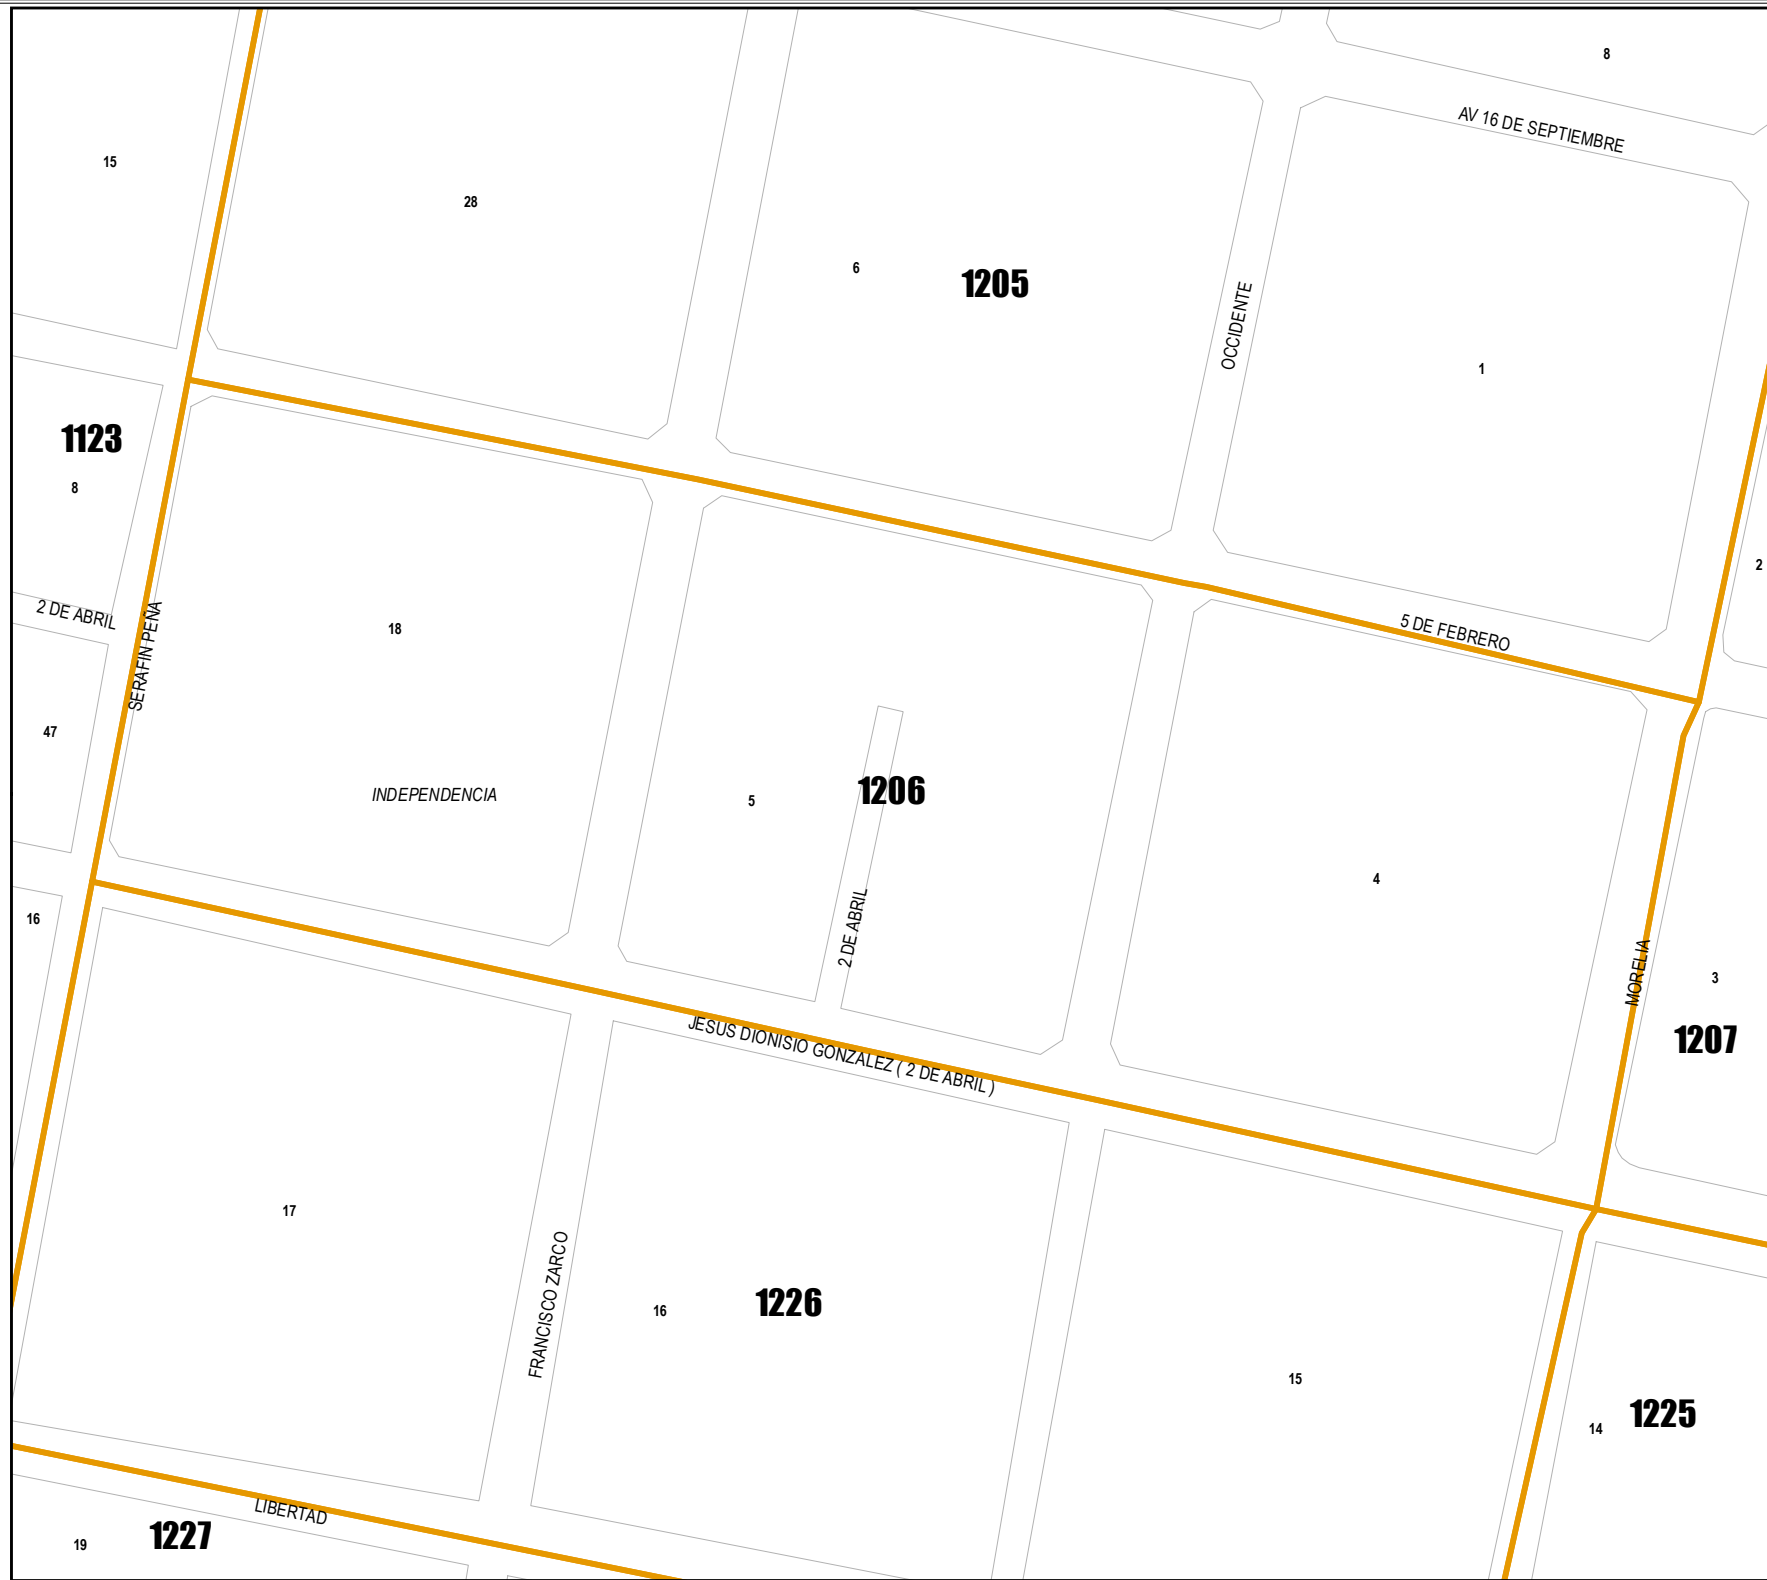 8
AV 16 DE SEPTIEMBRE
15
28
6
1205
OCCIDENTE
1
1123
8
2
2 DE ABRIL
SERAFIN PEÑA
18
5 DE FEBRERO
47
INDEPENDENCIA
5
1206
4
16
2 DE ABRIL
MORELIA
3
1207
JESUS DIONISIO GONZALEZ ( 2 DE ABRIL )
17
FRANCISCO ZARCO
16
1226
15
14
1225
LIBERTAD
19
1227